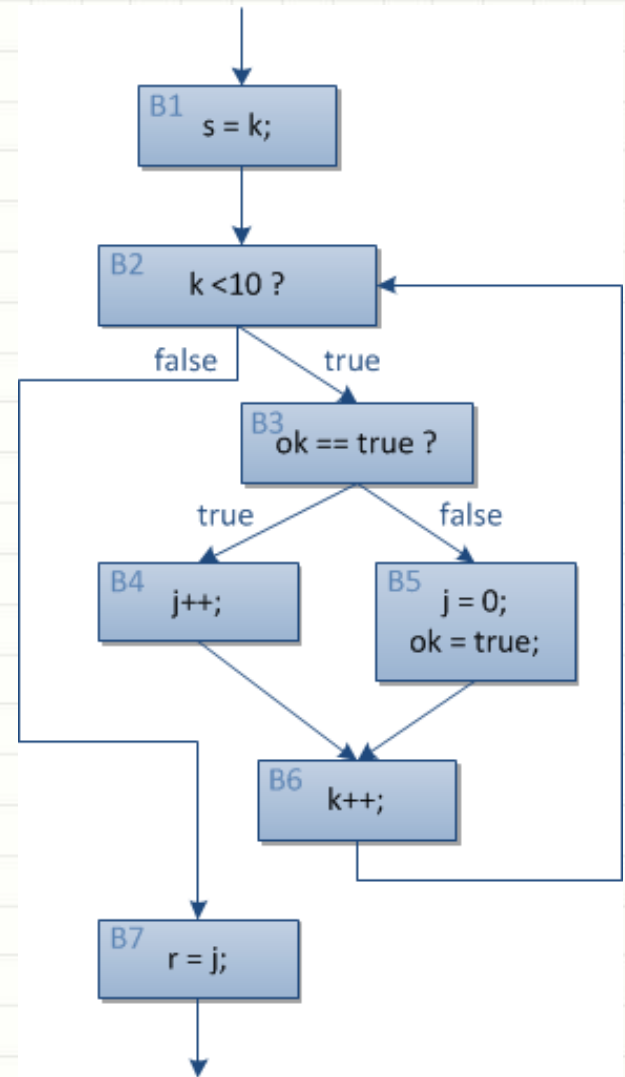 B1
s = k;
B2
k <10 ?
false
true
B3
ok == true ?
true
false
B4
j++;
B5
j = 0;
ok = true;
B6
k++;
B7
r = j;